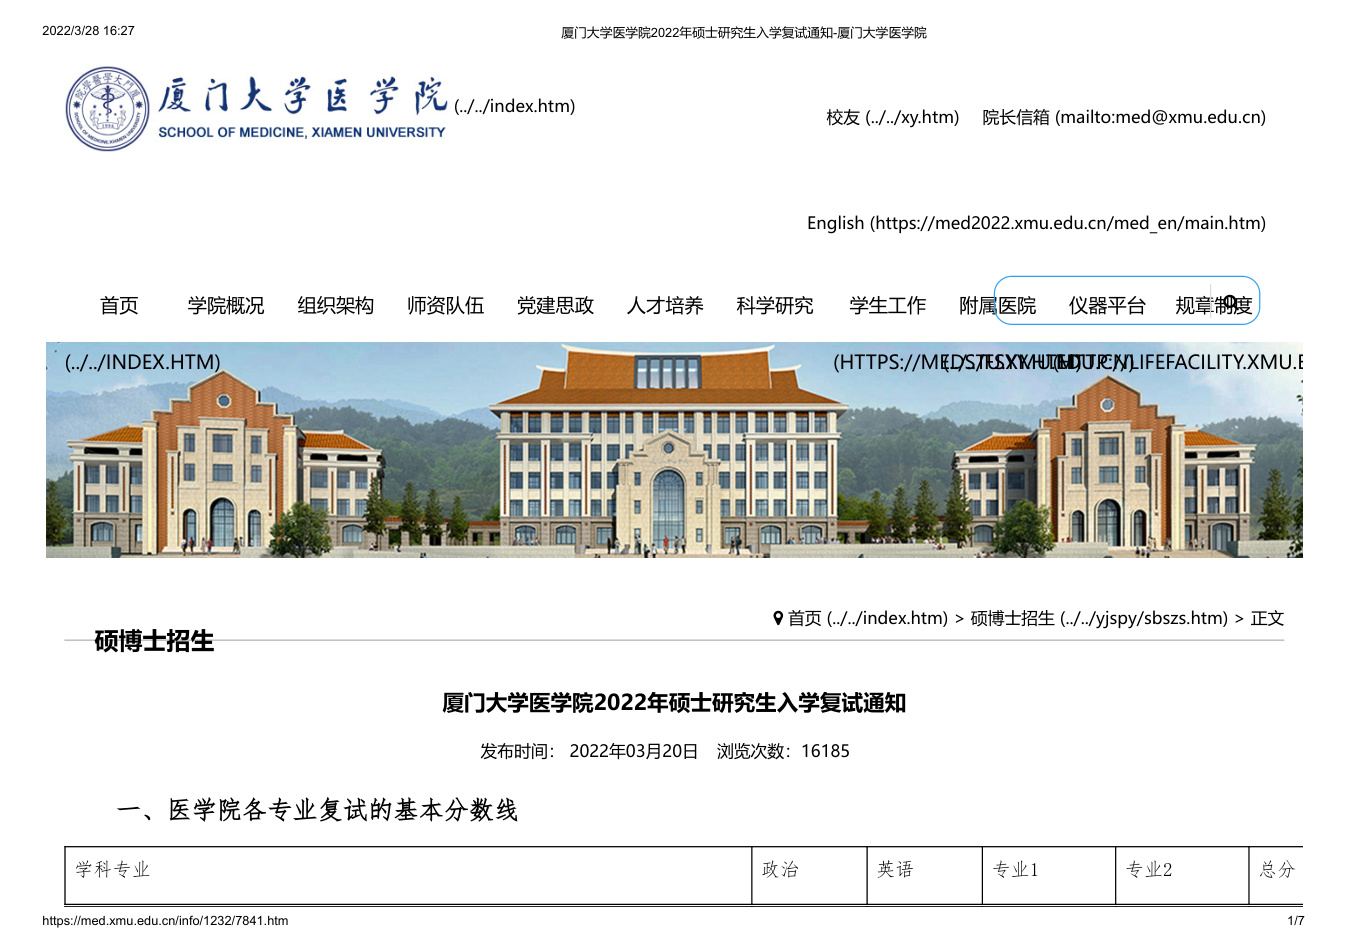 2022/3/28 16:27
厦门大学医学院2022年硕士研究生入学复试通知-厦门大学医学院
厦门大学医学院 (../../index.htm)
SCHOOL OF MEDICINE, XIAMEN UNIVERSITY
校友 (../../xy.htm) 院长信箱 (mailto:med@xmu.edu.cn)
English (https://med2022.xmu.edu.cn/med_en/main.htm)
首页 学院概况 组织架构 师资队伍 党建思政 人才培养 科学研究 学生工作 附属医院 仪器平台 规章制度
(../../INDEX.HTM)
首页 (../../index.htm) > 硕博士招生 (../../yjspy/sbszs.htm) > 正文
硕博士招生
厦门大学医学院2022年硕士研究生入学复试通知
发布时间： 2022年03月20日 浏览次数：16185
一、医学院各专业复试的基本分数线
学科专业 政治 英语 专业1 专业2 总分
https://med.xmu.edu.cn/info/1232/7841.htm
1/7